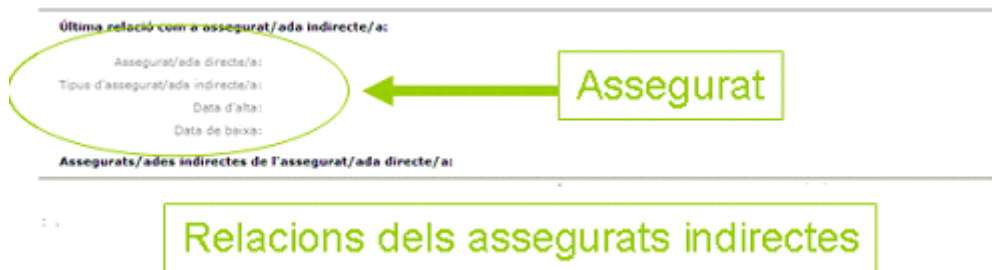 Última relació com a assegurat/ada indirecte/a:
Assegurat/ada directe/a:
Tipus d'assegurat/ada indirecte/a:
Data d'alta:
Data de baixa:
Assegurat
Assegurats/ades indirectes de l'assegurat/ada directe/a:
Relacions dels assegurats indirectes